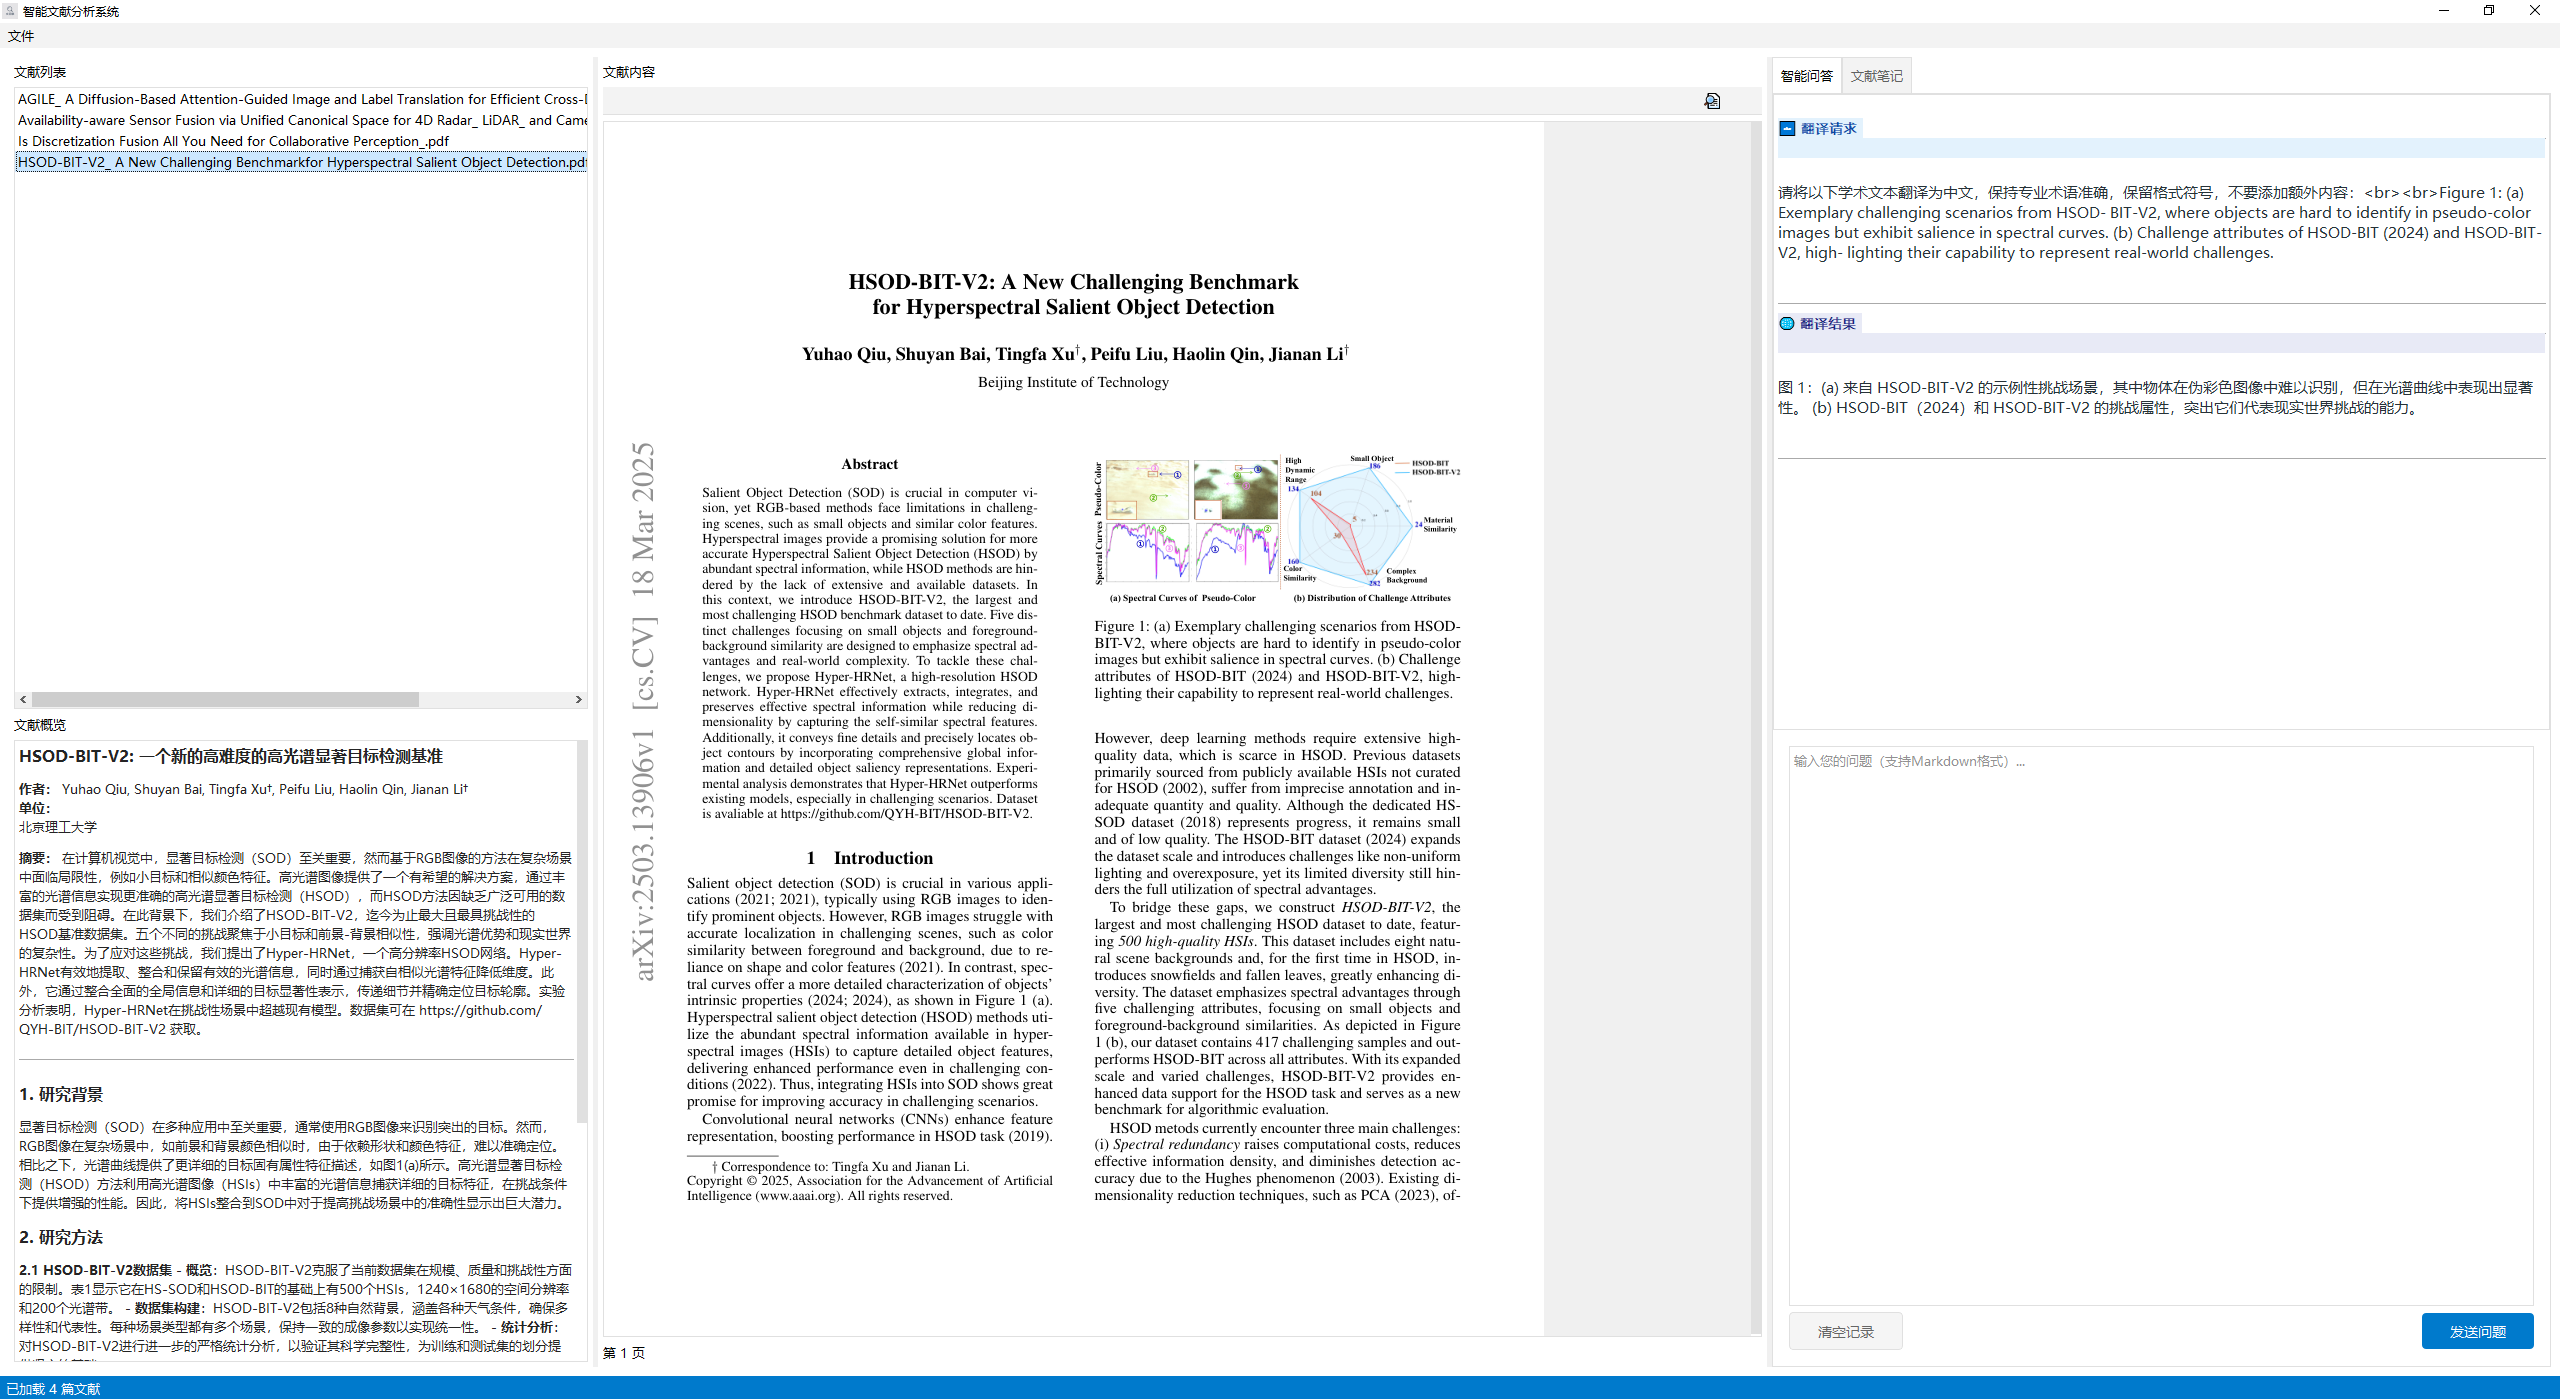 智能文献分析系统
文件
文献列表
AGILE_ A Diffusion-Based Attention-Guided Image and Label Translation for Efficient Cross-
Availability-aware Sensor Fusion via Unified Canonical Space for 4D Radar_ LiDAR_ and Came
Is Discretization Fusion All You Need for Collaborative Perception_.pdf
HSOD-BIT-V2_ A New Challenging Benchmarkfor Hyperspectral Salient Object Detection.pdf
文献概览
HSOD-BIT-V2: 一个新的高难度的高光谱显著目标检测基准
作者： Yuhao Qiu, Shuyan Bai, Tingfa Xu†, Peifu Liu, Haolin Qin, Jianan Li†
单位：
北京理工大学
摘要： 在计算机视觉中，显著目标检测（SOD）至关重要，然而基于RGB图像的方法在复杂场景
中面临局限性，例如小目标和相似颜色特征。高光谱图像提供了一个有希望的解决方案，通过丰
富的光谱信息实现更准确的高光谱显著目标检测（HSOD），而HSOD方法因缺乏广泛可用的数
据集而受到阻碍。在此背景下，我们介绍了HSOD-BIT-V2，迄今为止最大且最具挑战性的
HSOD基准数据集。五个不同的挑战聚焦于小目标和前景-背景相似性，强调光谱优势和现实世界
的复杂性。为了应对这些挑战，我们提出了Hyper-HRNet，一个高分辨率HSOD网络。Hyper-
HRNet有效地提取、整合和保留有效的光谱信息，同时通过捕获自相似光谱特征降低维度。此
外，它通过整合全面的全局信息和详细的目标显著性表示，传递细节并精确定位目标轮廓。实验
分析表明，Hyper-HRNet在挑战性场景中超越现有模型。数据集可在 https://github.com/
QYH-BIT/HSOD-BIT-V2 获取。
1. 研究背景
显著目标检测（SOD）在多种应用中至关重要，通常使用RGB图像来识别突出的目标。然而，
RGB图像在复杂场景中，如前景和背景颜色相似时，由于依赖形状和颜色特征，难以准确定位。
相比之下，光谱曲线提供了更详细的目标固有属性特征描述，如图1(a)所示。高光谱显著目标检
测（HSOD）方法利用高光谱图像（HSIs）中丰富的光谱信息捕获详细的目标特征，在挑战条件
下提供增强的性能。因此，将HSIs整合到SOD中对于提高挑战场景中的准确性显示出巨大潜力。
2. 研究方法
2.1 HSOD-BIT-V2数据集 - 概览：HSOD-BIT-V2克服了当前数据集在规模、质量和挑战性方面
的限制。表1显示它在HS-SOD和HSOD-BIT的基础上有500个HSIs，1240×1680的空间分辨率
和200个光谱带。 - 数据集构建：HSOD-BIT-V2包括8种自然背景，涵盖各种天气条件，确保多
样性和代表性。每种场景类型都有多个场景，保持一致的成像参数以实现统一性。 - 统计分析：
对HSOD-BIT-V2进行进一步的严格统计分析，以验证其科学完整性，为训练和测试集的划分提
文献内容
HSOD-BIT-V2: A New Challenging Benchmark
for Hyperspectral Salient Object Detection
Yuhao Qiu, Shuyan Bai, Tingfa Xu†, Peifu Liu, Haolin Qin, Jianan Li†
Beijing Institute of Technology
arXiv:2503.13906v1 [cs.CV] 18 Mar 2025
Abstract
Salient Object Detection (SOD) is crucial in computer vi-
sion, yet RGB-based methods face limitations in challeng-
ing scenes, such as small objects and similar color features.
Hyperspectral images provide a promising solution for more
accurate Hyperspectral Salient Object Detection (HSOD) by
abundant spectral information, while HSOD methods are hin-
dered by the lack of extensive and available datasets. In
this context, we introduce HSOD-BIT-V2, the largest and
most challenging HSOD benchmark dataset to date. Five dis-
tinct challenges focusing on small objects and foreground-
background similarity are designed to emphasize spectral ad-
vantages and real-world complexity. To tackle these chal-
lenges, we propose Hyper-HRNet, a high-resolution HSOD
network. Hyper-HRNet effectively extracts, integrates, and
preserves effective spectral information while reducing di-
mensionality by capturing the self-similar spectral features.
Additionally, it conveys fine details and precisely locates ob-
ject contours by incorporating comprehensive global infor-
mation and detailed object saliency representations. Experi-
mental analysis demonstrates that Hyper-HRNet outperforms
existing models, especially in challenging scenarios. Dataset
is avaliable at https://github.com/QYH-BIT/HSOD-BIT-V2.
1 Introduction
Salient object detection (SOD) is crucial in various appli-
cations (2021; 2021), typically using RGB images to iden-
tify prominent objects. However, RGB images struggle with
accurate localization in challenging scenes, such as color
similarity between foreground and background, due to re-
liance on shape and color features (2021). In contrast, spec-
tral curves offer a more detailed characterization of objects'
intrinsic properties (2024; 2024), as shown in Figure 1 (a).
Hyperspectral salient object detection (HSOD) methods uti-
lize the abundant spectral information available in hyper-
spectral images (HSIs) to capture detailed object features,
delivering enhanced performance even in challenging con-
ditions (2022). Thus, integrating HSIs into SOD shows great
promise for improving accuracy in challenging scenarios.
Convolutional neural networks (CNNs) enhance feature
representation, boosting performance in HSOD task (2019).
† Correspondence to: Tingfa Xu and Jianan Li.
Copyright © 2025, Association for the Advancement of Artificial
Intelligence (www.aaai.org). All rights reserved.
Pseudo-Color
Spectral Curves
(a) Spectral Curves of Pseudo-Color
High
Dynamic
Range
134
104
Small Object
186
HSOD-BIT
HSOD-BIT-V2
24 Material
Similarity
5
30
160
Color
Similarity
234
282
Complex
Background
(b) Distribution of Challenge Attributes
Figure 1: (a) Exemplary challenging scenarios from HSOD-
BIT-V2, where objects are hard to identify in pseudo-color
images but exhibit salience in spectral curves. (b) Challenge
attributes of HSOD-BIT (2024) and HSOD-BIT-V2, high-
lighting their capability to represent real-world challenges.
However, deep learning methods require extensive high-
quality data, which is scarce in HSOD. Previous datasets
primarily sourced from publicly available HSIs not curated
for HSOD (2002), suffer from imprecise annotation and in-
adequate quantity and quality. Although the dedicated HS-
SOD dataset (2018) represents progress, it remains small
and of low quality. The HSOD-BIT dataset (2024) expands
the dataset scale and introduces challenges like non-uniform
lighting and overexposure, yet its limited diversity still hin-
ders the full utilization of spectral advantages.
To bridge these gaps, we construct HSOD-BIT-V2, the
largest and most challenging HSOD dataset to date, featur-
ing 500 high-quality HSIs. This dataset includes eight natu-
ral scene backgrounds and, for the first time in HSOD, in-
troduces snowfields and fallen leaves, greatly enhancing di-
versity. The dataset emphasizes spectral advantages through
five challenging attributes, focusing on small objects and
foreground-background similarities. As depicted in Figure
1 (b), our dataset contains 417 challenging samples and out-
performs HSOD-BIT across all attributes. With its expanded
scale and varied challenges, HSOD-BIT-V2 provides en-
hanced data support for the HSOD task and serves as a new
benchmark for algorithmic evaluation.
HSOD metods currently encounter three main challenges:
(i) Spectral redundancy raises computational costs, reduces
effective information density, and diminishes detection ac-
curacy due to the Hughes phenomenon (2003). Existing di-
mensionality reduction techniques, such as PCA (2023), of-
第 1 页
智能问答
文献笔记
翻译请求
请将以下学术文本翻译为中文，保持专业术语准确，保留格式符号，不要添加额外内容：<br><br>Figure 1: (a)
Exemplary challenging scenarios from HSOD- BIT-V2, where objects are hard to identify in pseudo-color
images but exhibit salience in spectral curves. (b) Challenge attributes of HSOD-BIT (2024) and HSOD-BIT-
V2, high- lighting their capability to represent real-world challenges.
翻译结果
图 1：(a) 来自 HSOD-BIT-V2 的示例性挑战场景，其中物体在伪彩色图像中难以识别，但在光谱曲线中表现出显著
性。 (b) HSOD-BIT（2024）和 HSOD-BIT-V2 的挑战属性，突出它们代表现实世界挑战的能力。
输入您的问题（支持Markdown格式）...
清空记录
发送问题
已加载 4 篇文献